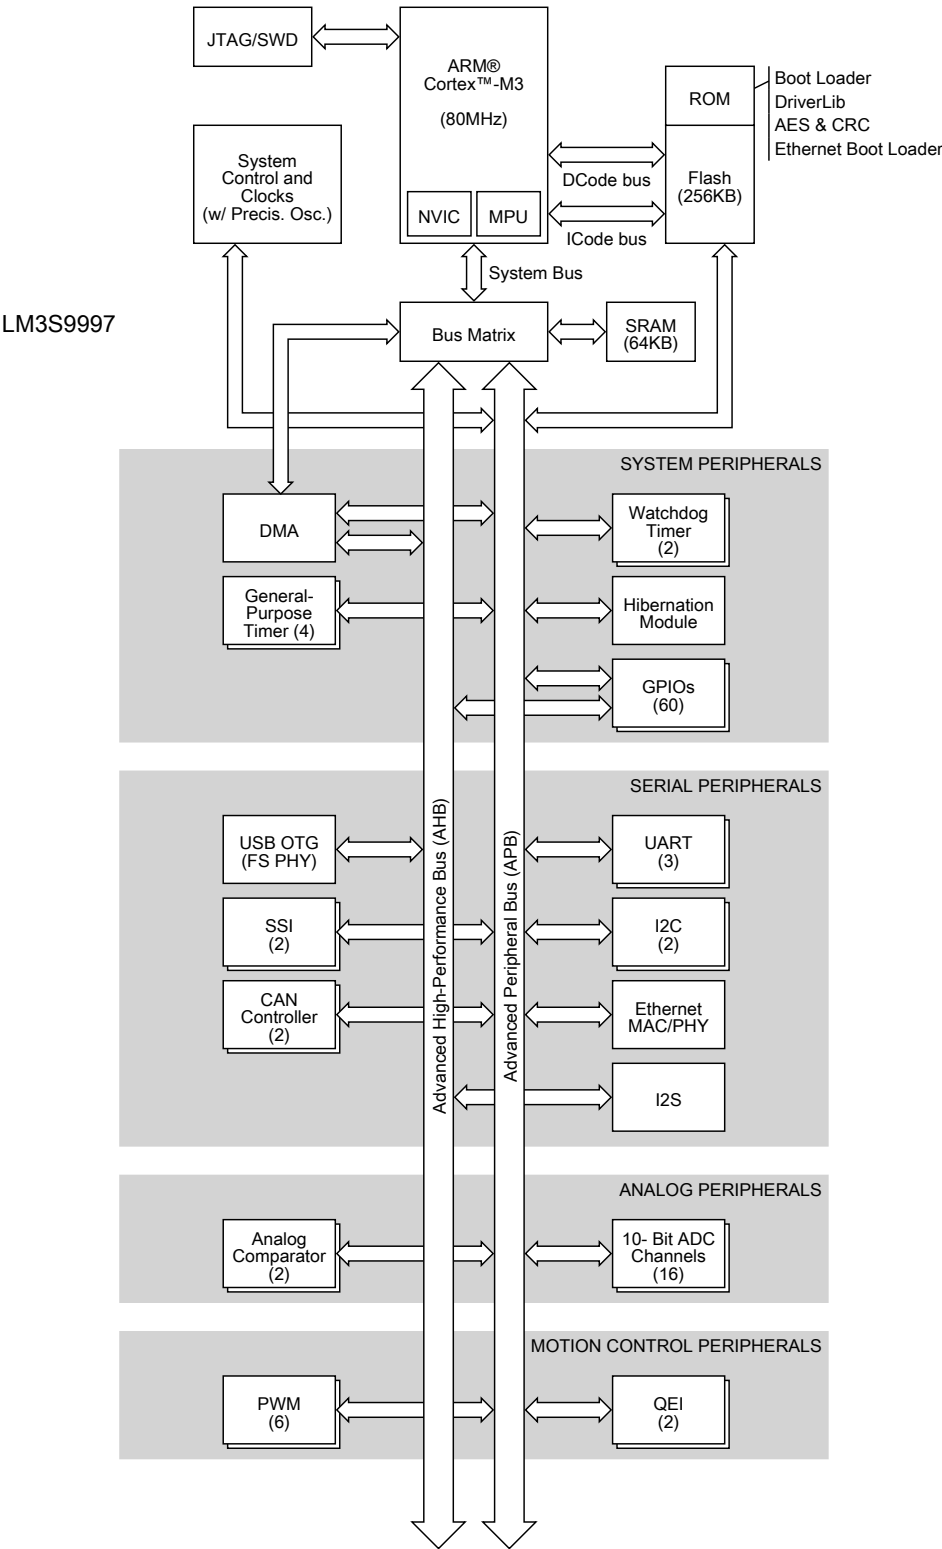 JTAG/SWD
ARM®
Cortex™-M3
(80MHz)
NVIC
MPU
ROM
Boot Loader
DriverLib
AES & CRC
Ethernet Boot Loader
System
Control and
Clocks
(w/ Precis. Osc.)
DCode bus
Flash
(256KB)
ICode bus
System Bus
LM3S9997
Bus Matrix
SRAM
(64KB)
SYSTEM PERIPHERALS
DMA
Watchdog
Timer
(2)
General-
Purpose
Timer (4)
Hibernation
Module
GPIOs
(60)
SERIAL PERIPHERALS
Advanced High-Performance Bus (AHB)
Advanced Peripheral Bus (APB)
USB OTG
(FS PHY)
UART
(3)
SSI
(2)
I2C
(2)
CAN
Controller
(2)
Ethernet
MAC/PHY
I2S
ANALOG PERIPHERALS
Analog
Comparator
(2)
10- Bit ADC
Channels
(16)
MOTION CONTROL PERIPHERALS
PWM
(6)
QEI
(2)